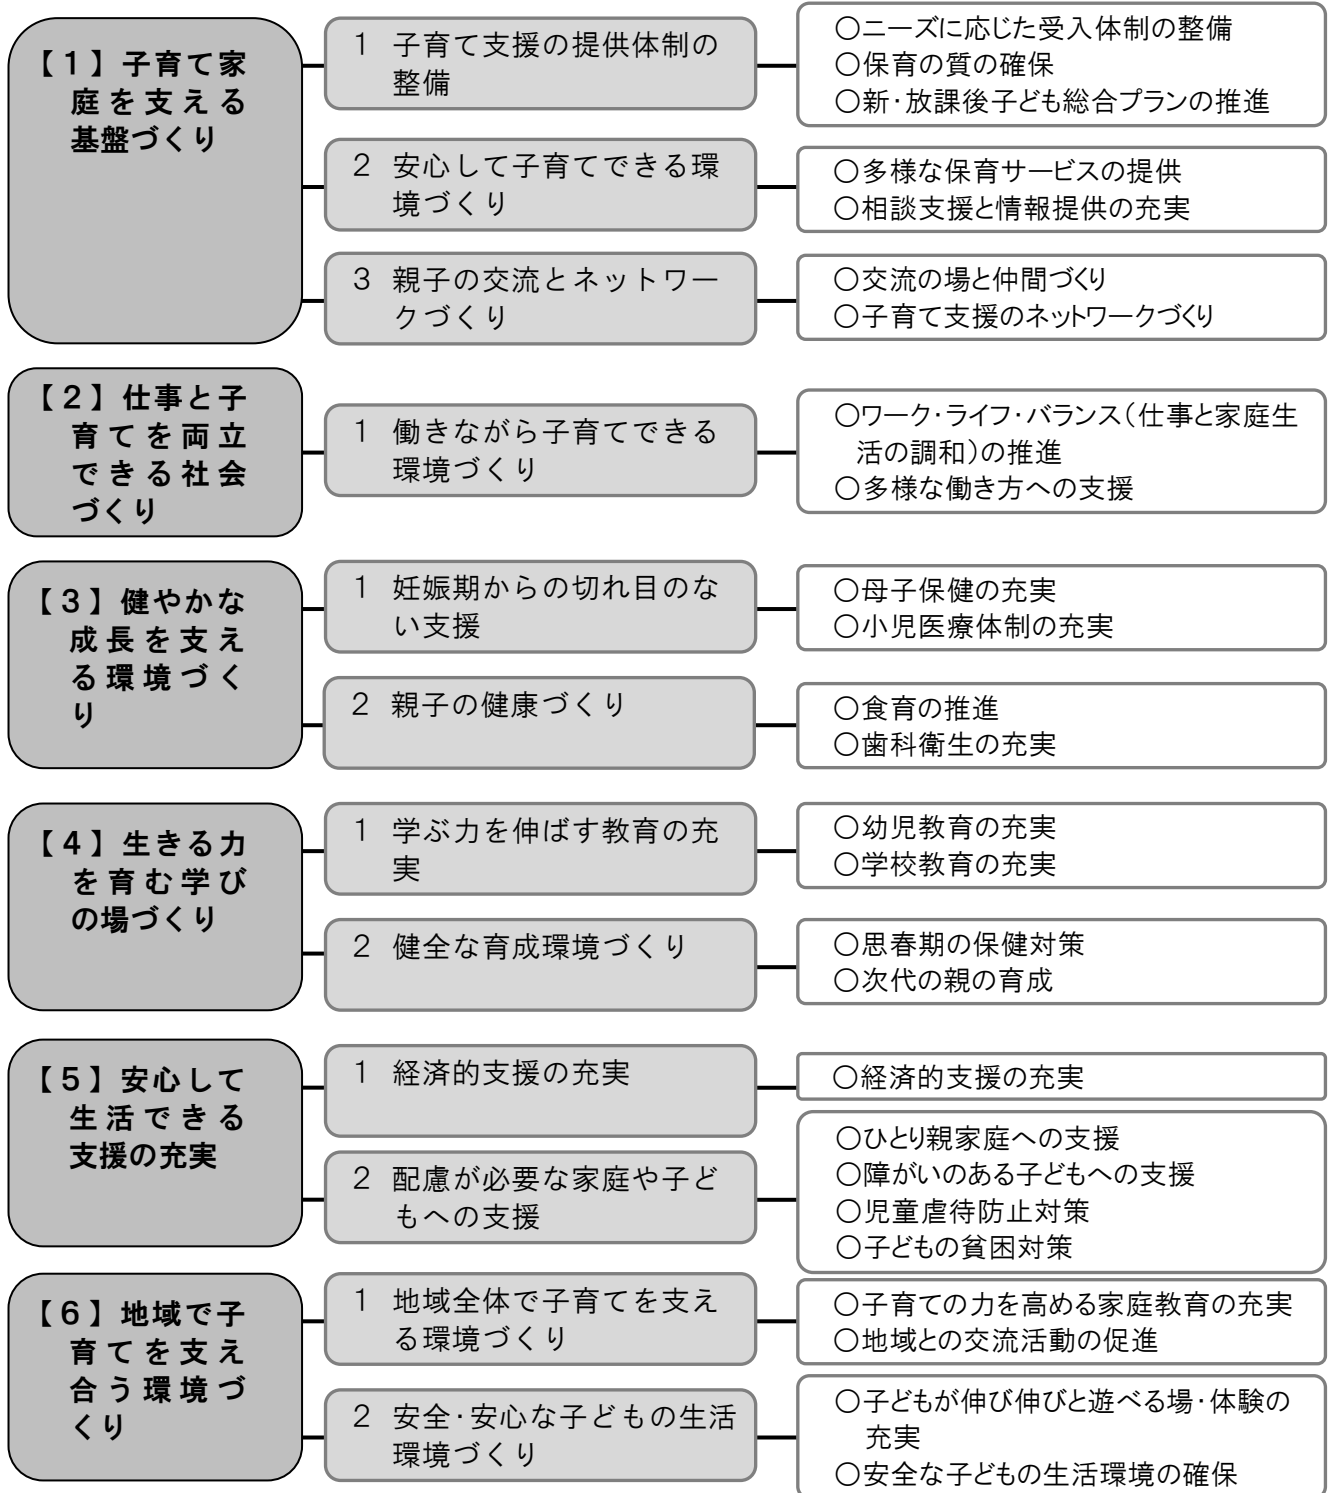 【１】子育て家
庭を支える
基盤づくり
１ 子育て支援の提供体制の
整備
○ニーズに応じた受入体制の整備
○保育の質の確保
○新・放課後子ども総合プランの推進
２ 安心して子育てできる環
境づくり
○多様な保育サービスの提供
○相談支援と情報提供の充実
３ 親子の交流とネットワー
クづくり
○交流の場と仲間づくり
○子育て支援のネットワークづくり
【２】仕事と子
育てを両立
できる社会
づくり
１ 働きながら子育てできる
環境づくり
○ワーク・ライフ・バランス（仕事と家庭生
活の調和）の推進
○多様な働き方への支援
【３】健やかな
成長を支え
る環境づく
り
１ 妊娠期からの切れ目のな
い支援
○母子保健の充実
○小児医療体制の充実
２ 親子の健康づくり
○食育の推進
○歯科衛生の充実
【４】生きる力
を育む学び
の場づくり
１ 学ぶ力を伸ばす教育の充
実
○幼児教育の充実
○学校教育の充実
２ 健全な育成環境づくり
○思春期の保健対策
○次代の親の育成
【５】安心して
生活できる
支援の充実
１ 経済的支援の充実
○経済的支援の充実
２ 配慮が必要な家庭や子ど
もへの支援
○ひとり親家庭への支援
○障がいのある子どもへの支援
○児童虐待防止対策
○子どもの貧困対策
【６】地域で子
育てを支え
合う環境づ
くり
１ 地域全体で子育てを支え
る環境づくり
○子育ての力を高める家庭教育の充実
○地域との交流活動の促進
２ 安全・安心な子どもの生活
環境づくり
○子どもが伸び伸びと遊べる場・体験の
充実
○安全な子どもの生活環境の確保